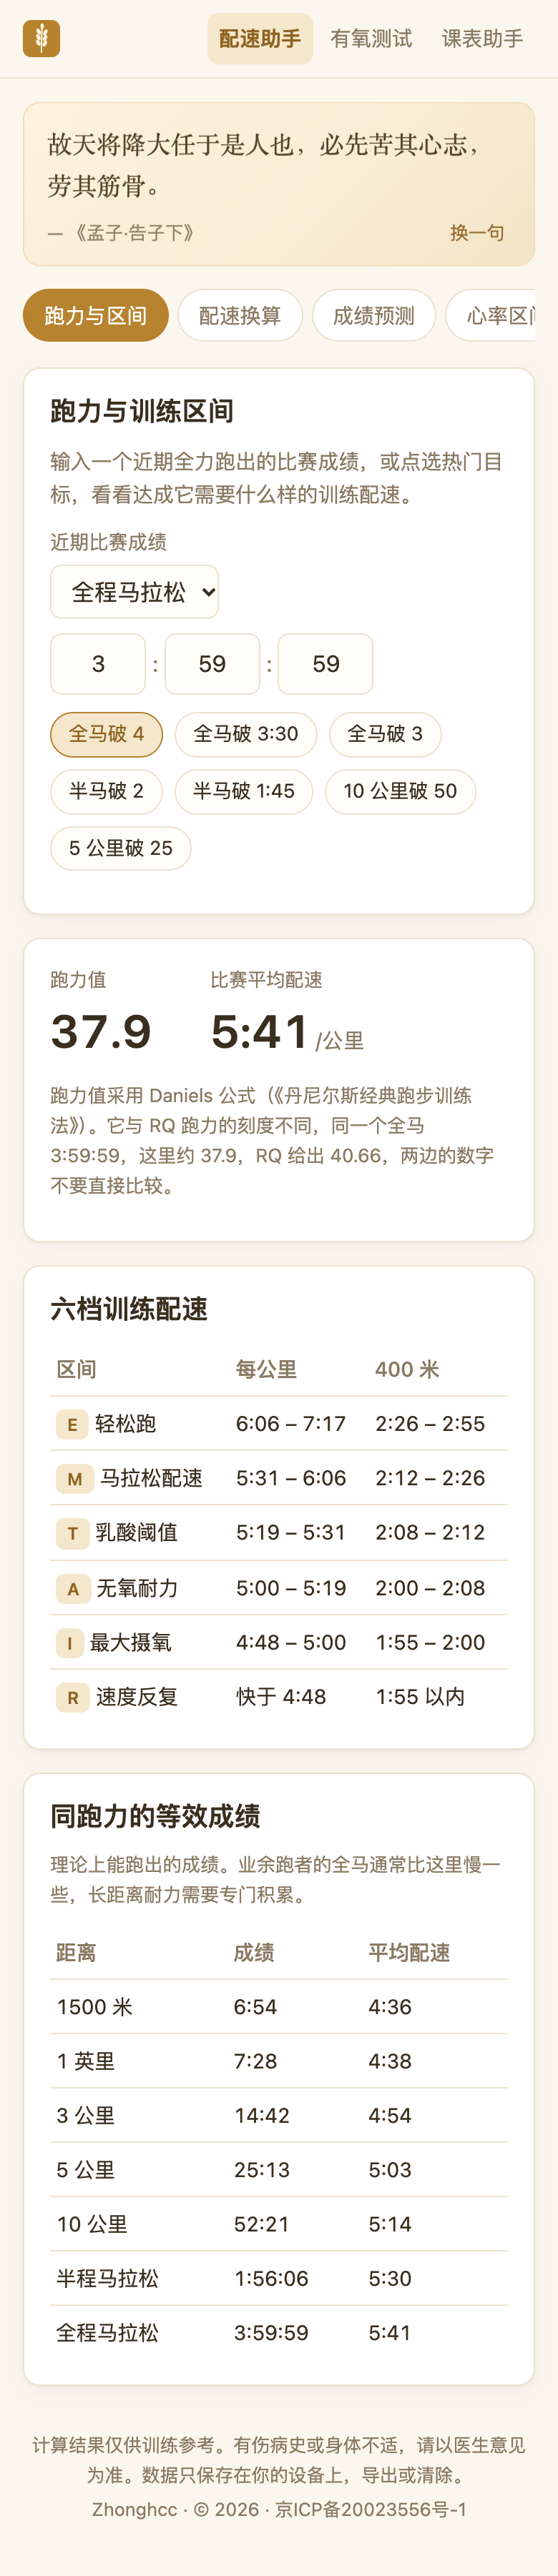 配速助手 有氧测试 课表助手
故天将降大任于是人也，必先苦其心志，
劳其筋骨。
— 《孟子·告子下》 换一句
跑力与区间 配速换算 成绩预测 心率区间
跑力与训练区间
输入一个近期全力跑出的比赛成绩，或点选热门目
标，看看达成它需要什么样的训练配速。
近期比赛成绩
全程马拉松
3 : 59 : 59
全马破 4 全马破 3:30 全马破 3
半马破 2 半马破 1:45 10 公里破 50
5 公里破 25
跑力值 比赛平均配速
37.9 5:41 /公里
跑力值采用 Daniels 公式（《丹尼尔斯经典跑步训练
法》）。它与 RQ 跑力的刻度不同，同一个全马
3:59:59，这里约 37.9，RQ 给出 40.66，两边的数字
不要直接比较。
六档训练配速
区间 每公里 400 米
E 轻松跑 6:06 – 7:17 2:26 – 2:55
M 马拉松配速 5:31 – 6:06 2:12 – 2:26
T 乳酸阈值 5:19 – 5:31 2:08 – 2:12
A 无氧耐力 5:00 – 5:19 2:00 – 2:08
I 最大摄氧 4:48 – 5:00 1:55 – 2:00
R 速度反复 快于 4:48 1:55 以内
同跑力的等效成绩
理论上能跑出的成绩。业余跑者的全马通常比这里慢一
些，长距离耐力需要专门积累。
距离 成绩 平均配速
1500 米 6:54 4:36
1 英里 7:28 4:38
3 公里 14:42 4:54
5 公里 25:13 5:03
10 公里 52:21 5:14
半程马拉松 1:56:06 5:30
全程马拉松 3:59:59 5:41
计算结果仅供训练参考。有伤病史或身体不适，请以医生意见
为准。数据只保存在你的设备上，导出或清除。
Zhonghcc · © 2026 · 京ICP备20023556号-1